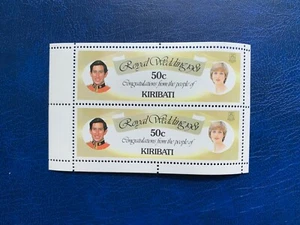 Royal Wedding 1981
50c
Congratulations from the people of
KIRIBATI
Royal Wedding 1981
50c
Congratulations from the people of
KIRIBATI